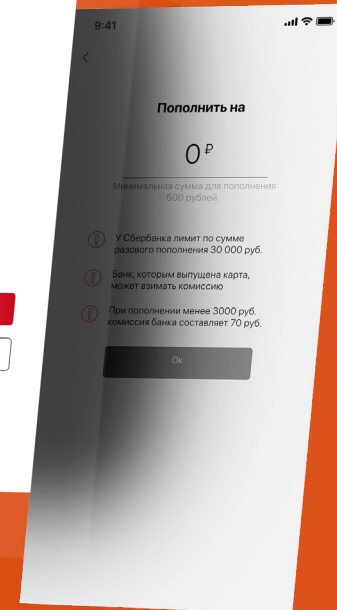 9:41
Пополнить на
0 ₽
Минимальная сумма для пополнения
500 рублей.
У Сбербанка лимит по сумме
разового пополнения 30 000 руб.
Банк, которым выпущена карта,
может взимать комиссию
При пополнении менее 3000 руб.
комиссия банка составляет 70 руб.
Ок